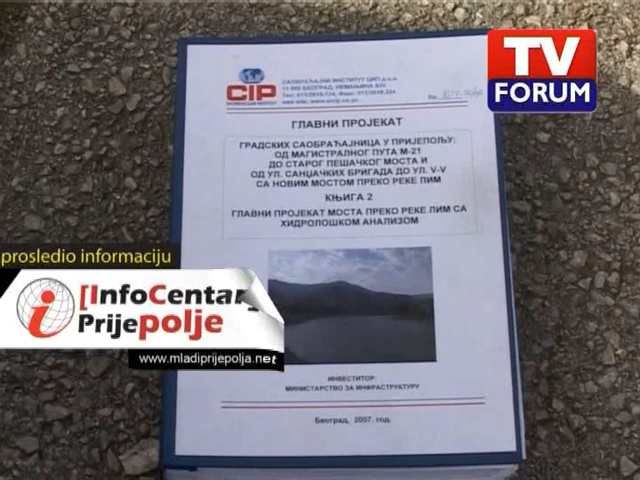 TV
FORUM
CIP
САОБРАЋАЈНИ ИНСТИТУТ ЦИП д.о.о.
11 000 БЕОГРАД, НЕМАЊИНА 6/IV
ГЛАВНИ ПРОЈЕКАТ
ГРАДСКИХ САОБРАЋАЈНИЦА У ПРИЈЕПОЉУ:
ОД МАГИСТРАЛНОГ ПУТА М-21
ДО СТАРОГ ПЕШАЧКОГ МОСТА И
ОД УЛ. САНЏАЧКИХ БРИГАДА ДО УЛ. V-V
СА НОВИМ МОСТОМ ПРЕКО РЕКЕ ЛИМ
КЊИГА 2
ГЛАВНИ ПРОЈЕКАТ МОСТА ПРЕКО РЕКЕ ЛИМ СА
ХИДРОЛОШКОМ АНАЛИЗОМ
prosledio informaciju
i
[InfoCentar]
Prijepolje
www.mladiprijepolja.net
ИНВЕСТИТОР:
МИНИСТАРСТВО ЗА ИНФРАСТРУКТУРУ
Београд, 2007. год.